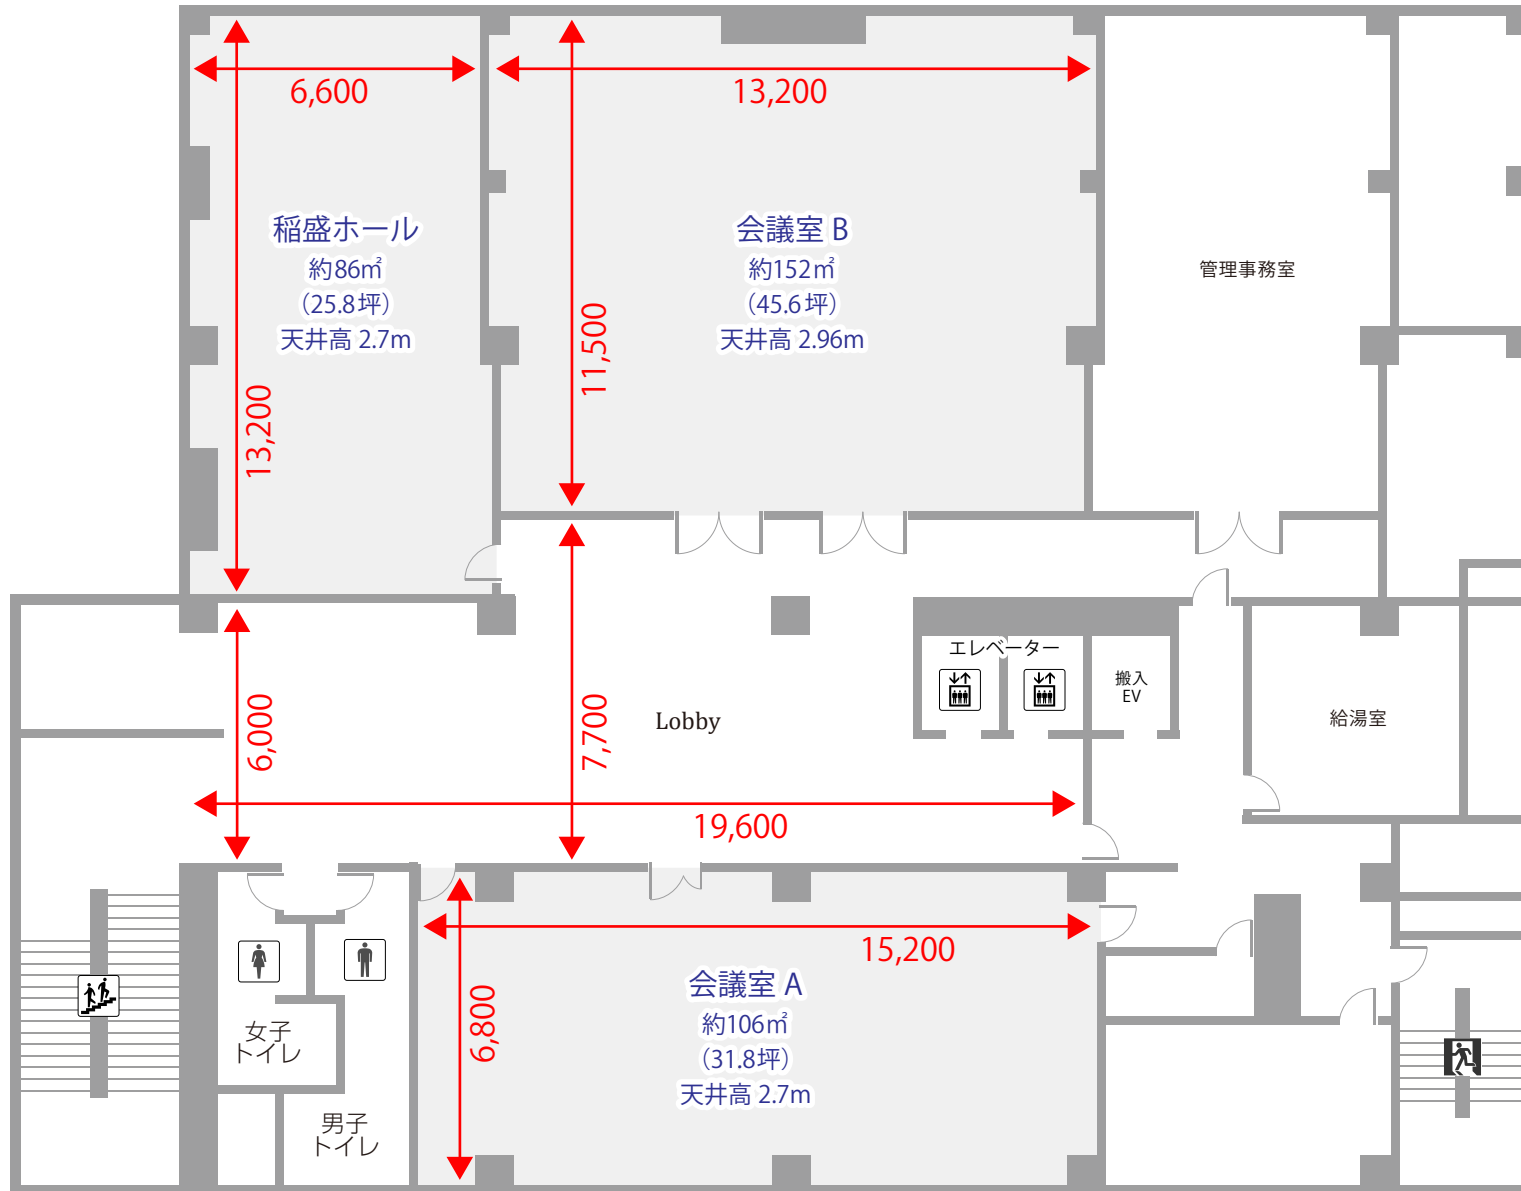 6,600
13,200
稲盛ホール
約86㎡
（25.8坪）
天井高 2.7m
13,200
会議室 B
約152㎡
（45.6坪）
天井高 2.96m
11,500
管理事務室
エレベーター
搬入
EV
給湯室
Lobby
6,000
7,700
19,600
15,200
会議室 A
約106㎡
（31.8坪）
天井高 2.7m
6,800
女子
トイレ
男子
トイレ